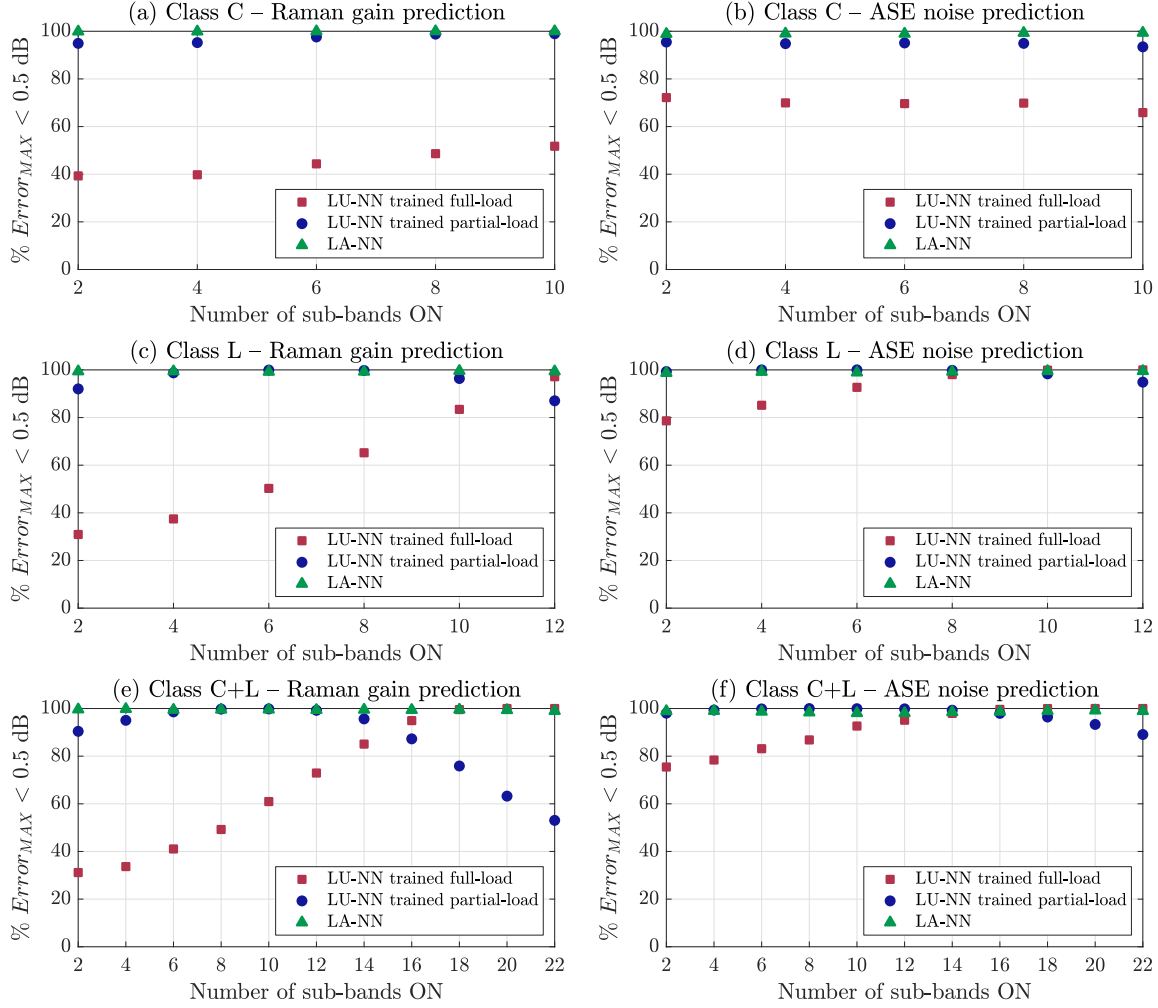 (a) Class C – Raman gain prediction
% Error_MAX < 0.5 dB
100
80
60
40
20
0
2 4 6 8 10
Number of sub-bands ON
LU-NN trained full-load
LU-NN trained partial-load
LA-NN
(b) Class C – ASE noise prediction
% Error_MAX < 0.5 dB
100
80
60
40
20
0
2 4 6 8 10
Number of sub-bands ON
LU-NN trained full-load
LU-NN trained partial-load
LA-NN
(c) Class L – Raman gain prediction
% Error_MAX < 0.5 dB
100
80
60
40
20
0
2 4 6 8 10 12
Number of sub-bands ON
LU-NN trained full-load
LU-NN trained partial-load
LA-NN
(d) Class L – ASE noise prediction
% Error_MAX < 0.5 dB
100
80
60
40
20
0
2 4 6 8 10 12
Number of sub-bands ON
LU-NN trained full-load
LU-NN trained partial-load
LA-NN
(e) Class C+L – Raman gain prediction
% Error_MAX < 0.5 dB
100
80
60
40
20
0
2 4 6 8 10 12 14 16 18 20 22
Number of sub-bands ON
LU-NN trained full-load
LU-NN trained partial-load
LA-NN
(f) Class C+L – ASE noise prediction
% Error_MAX < 0.5 dB
100
80
60
40
20
0
2 4 6 8 10 12 14 16 18 20 22
Number of sub-bands ON
LU-NN trained full-load
LU-NN trained partial-load
LA-NN